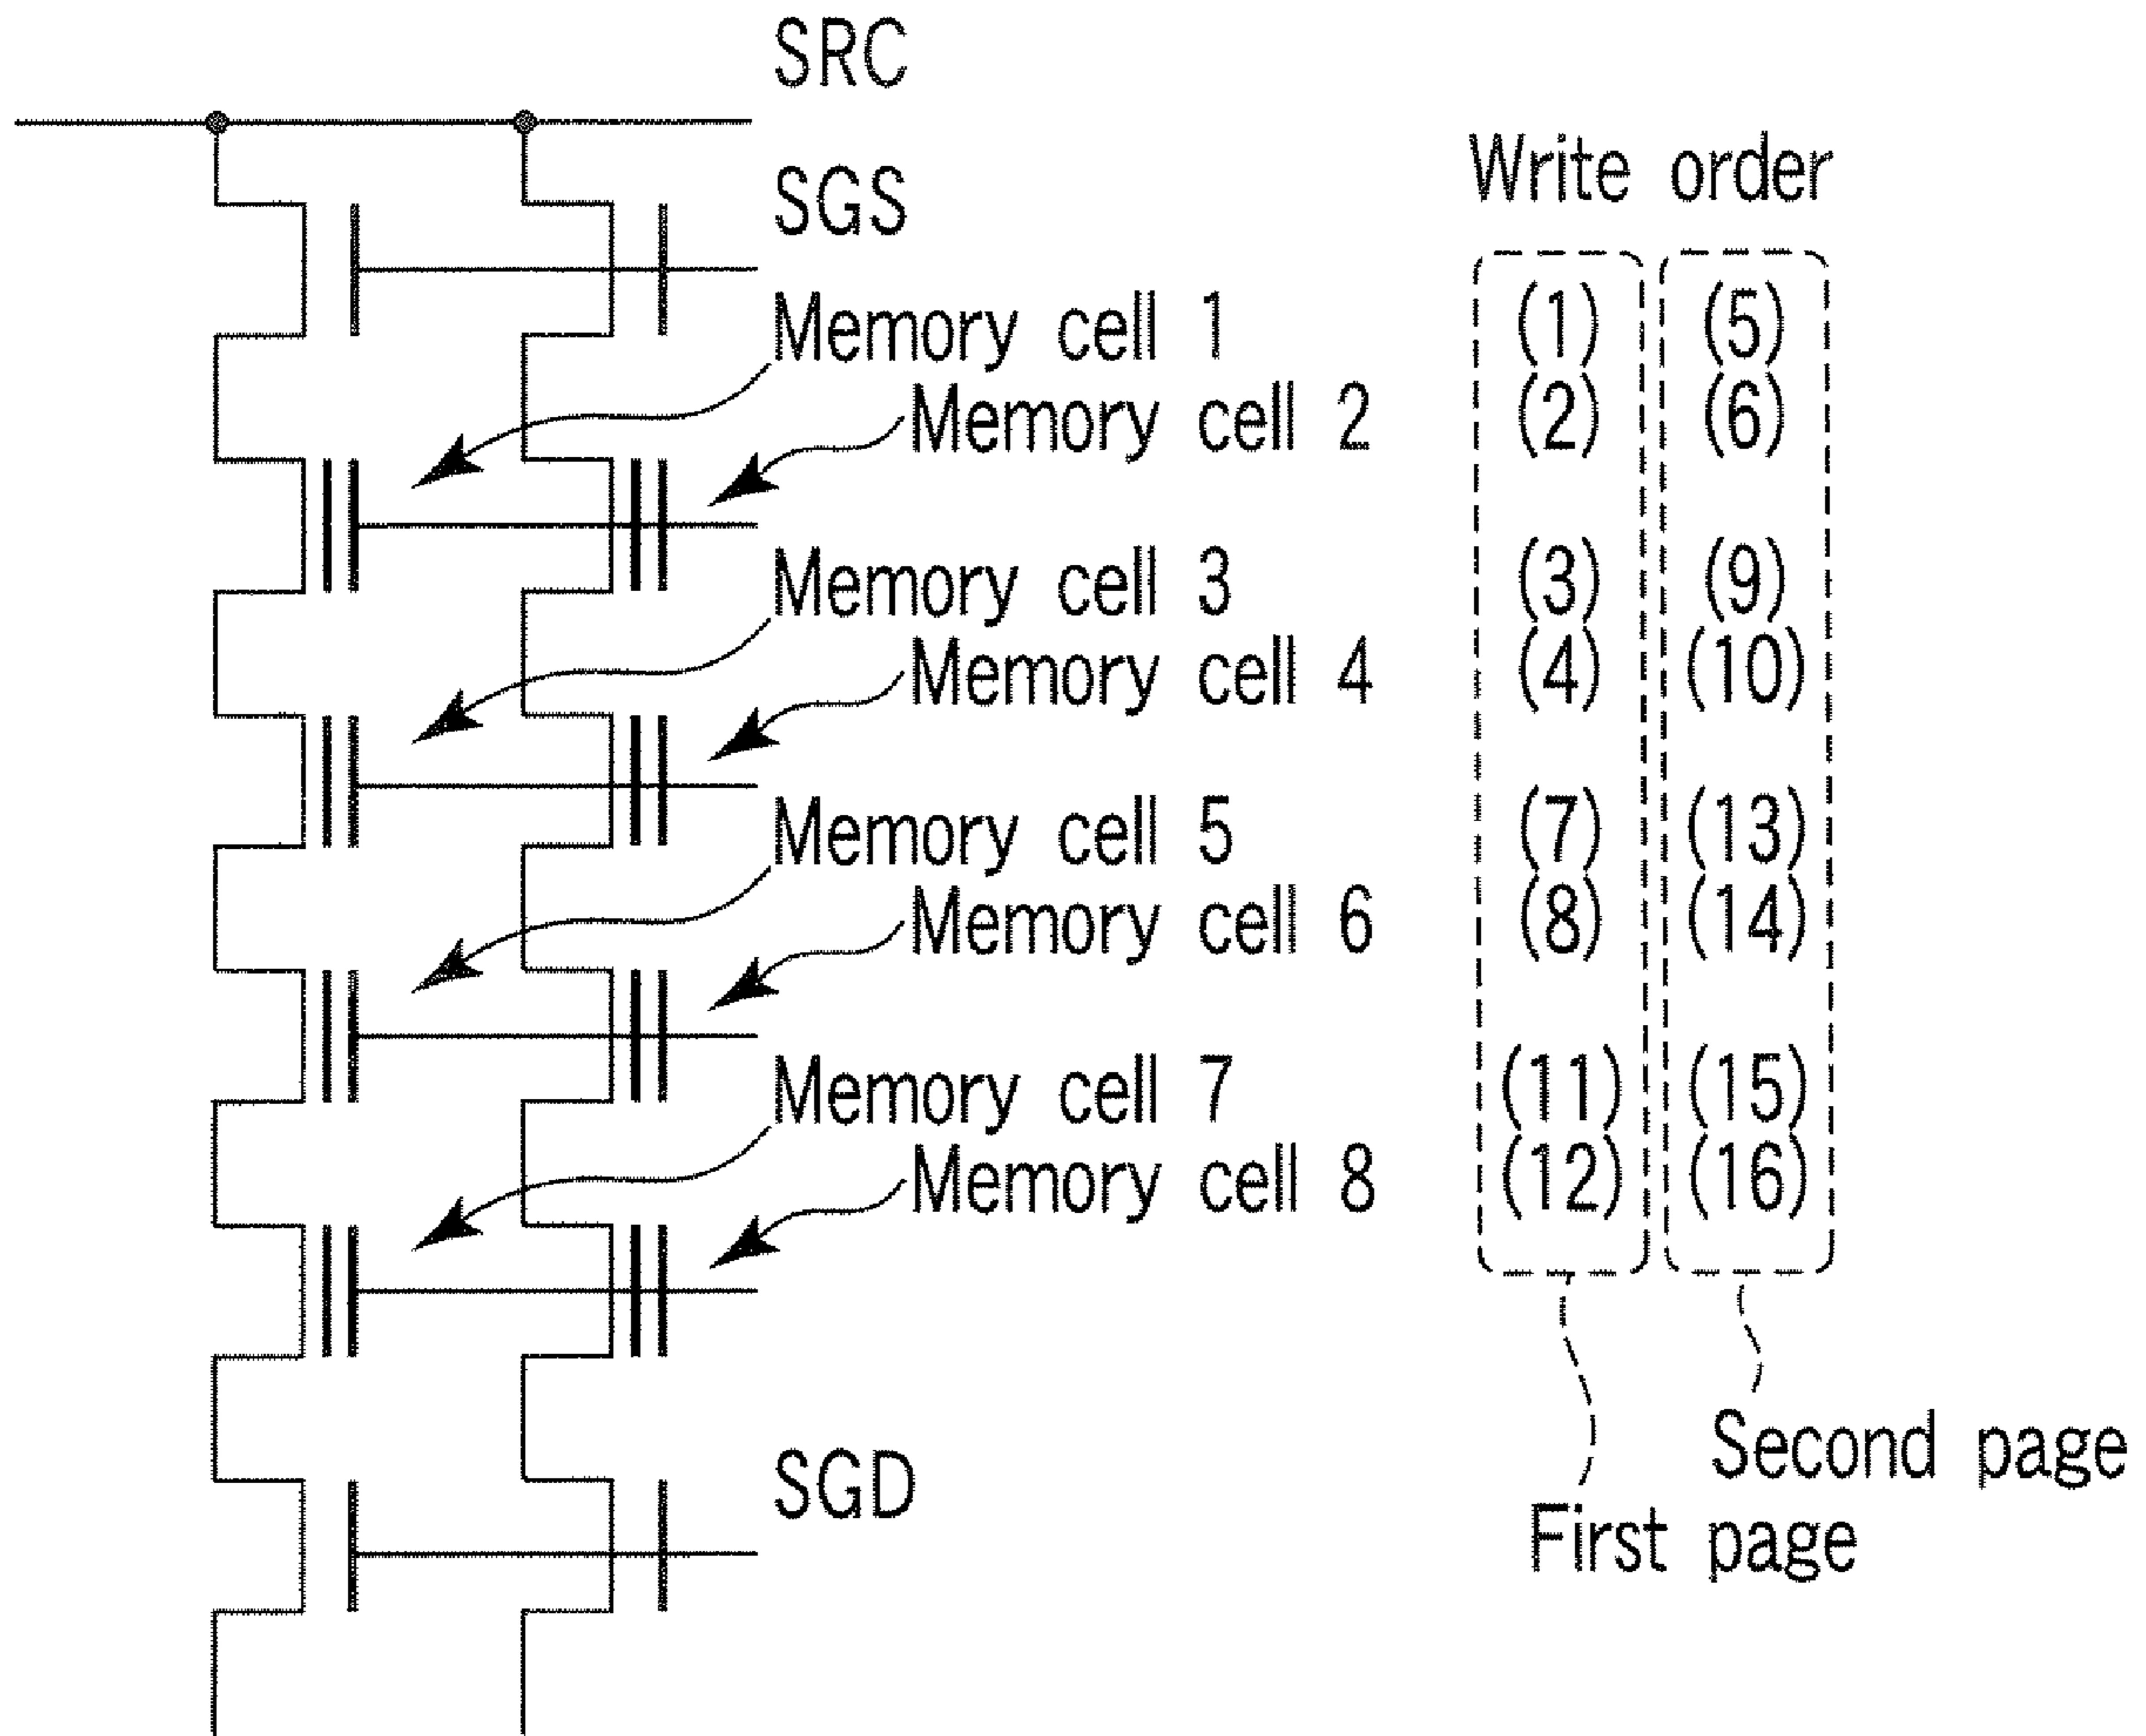 SRC
Write order
SGS
Memory cell 1 (1) (5)
Memory cell 2 (2) (6)
Memory cell 3 (3) (9)
Memory cell 4 (4) (10)
Memory cell 5 (7) (13)
Memory cell 6 (8) (14)
Memory cell 7 (11) (15)
Memory cell 8 (12) (16)
Second page
SGD
First page